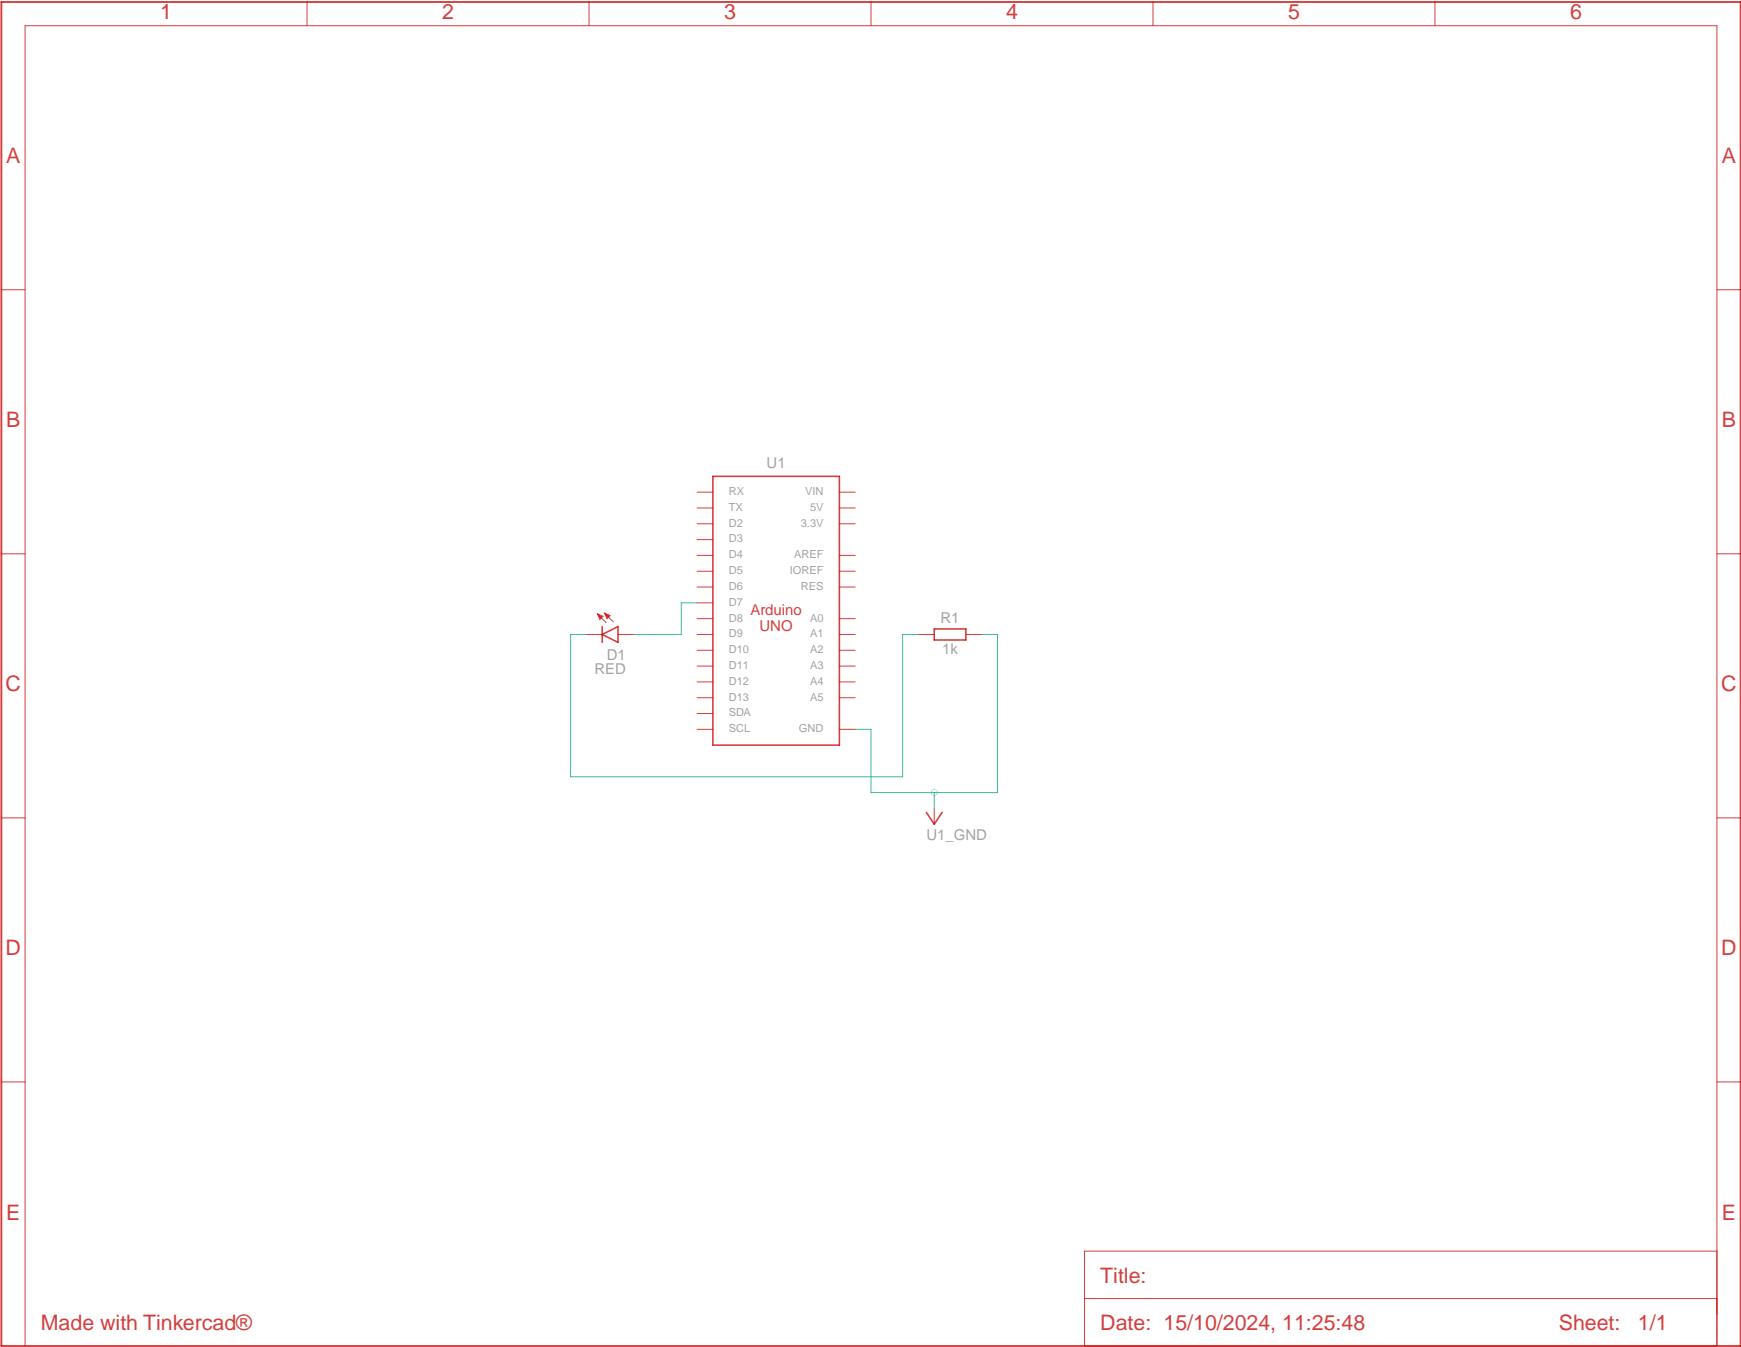 1 2 3 4 5 6
A A
B B
U1
RX VIN
TX 5V
D2 3.3V
D3
D4 AREF
D5 IOREF
D6 RES
D7
Arduino
D8 A0
UNO
D9 A1
D10 A2
D11 A3
D12 A4
D13 A5
SDA
SCL GND
D1
RED
R1
1k
C C
U1_GND
D D
E E
Title:
Date: 15/10/2024, 11:25:48 Sheet: 1/1
Made with Tinkercad®